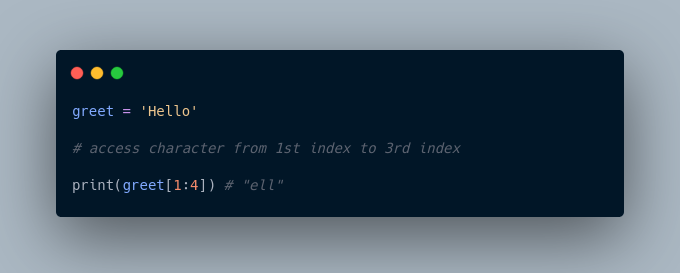 greet = 'Hello'
# access character from 1st index to 3rd index
print(greet[1:4]) # "ell"